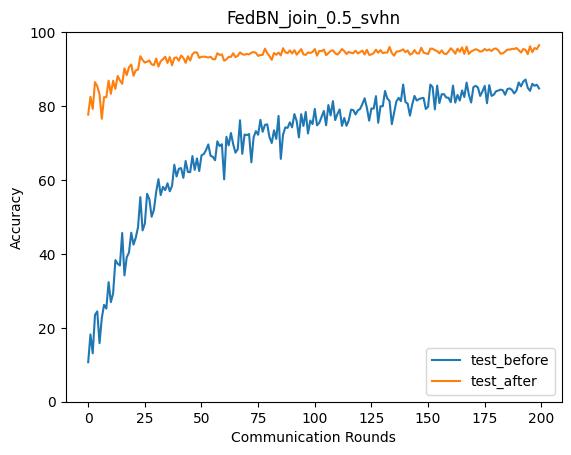 FedBN_join_0.5_svhn
Accuracy
100
80
60
40
20
0
0 25 50 75 100 125 150 175 200
Communication Rounds
test_before
test_after